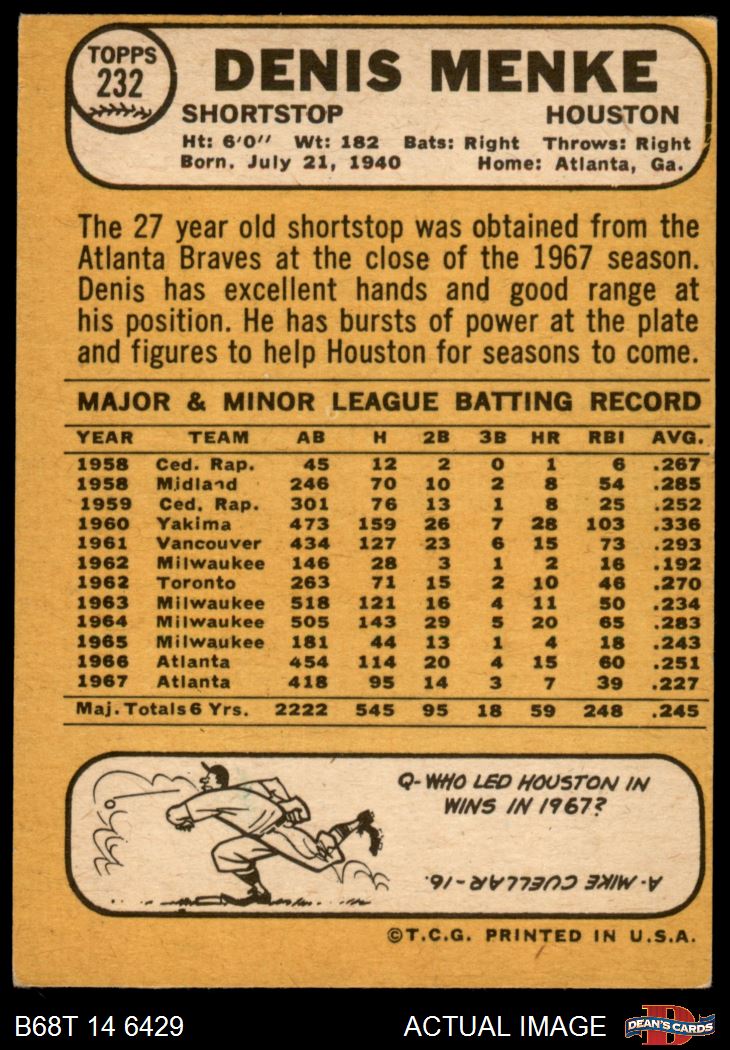 TOPPS
232
DENIS MENKE
SHORTSTOP HOUSTON
Ht: 6'0" Wt: 182 Bats: Right Throws: Right
Born. July 21, 1940 Home: Atlanta, Ga.
The 27 year old shortstop was obtained from the
Atlanta Braves at the close of the 1967 season.
Denis has excellent hands and good range at
his position. He has bursts of power at the plate
and figures to help Houston for seasons to come.
MAJOR & MINOR LEAGUE BATTING RECORD
YEAR TEAM AB H 2B 3B HR RBI AVG.
1958 Ced. Rap. 45 12 2 0 1 6 .267
1958 Midland 246 70 10 2 8 54 .285
1959 Ced. Rap. 301 76 13 1 8 25 .252
1960 Yakima 473 159 26 7 28 103 .336
1961 Vancouver 434 127 23 6 15 73 .293
1962 Milwaukee 146 28 3 1 2 16 .192
1962 Toronto 263 71 15 2 10 46 .270
1963 Milwaukee 518 121 16 4 11 50 .234
1964 Milwaukee 505 143 29 5 20 65 .283
1965 Milwaukee 181 44 13 1 4 18 .243
1966 Atlanta 454 114 20 4 15 60 .251
1967 Atlanta 418 95 14 3 7 39 .227
Maj. Totals 6 Yrs. 2222 545 95 18 59 248 .245
Q-WHO LED HOUSTON IN
WINS IN 1967?
A-MIKE CUELLAR-16.
©T.C.G. PRINTED IN U.S.A.
B68T 14 6429 ACTUAL IMAGE
D
DEAN'S CARDS